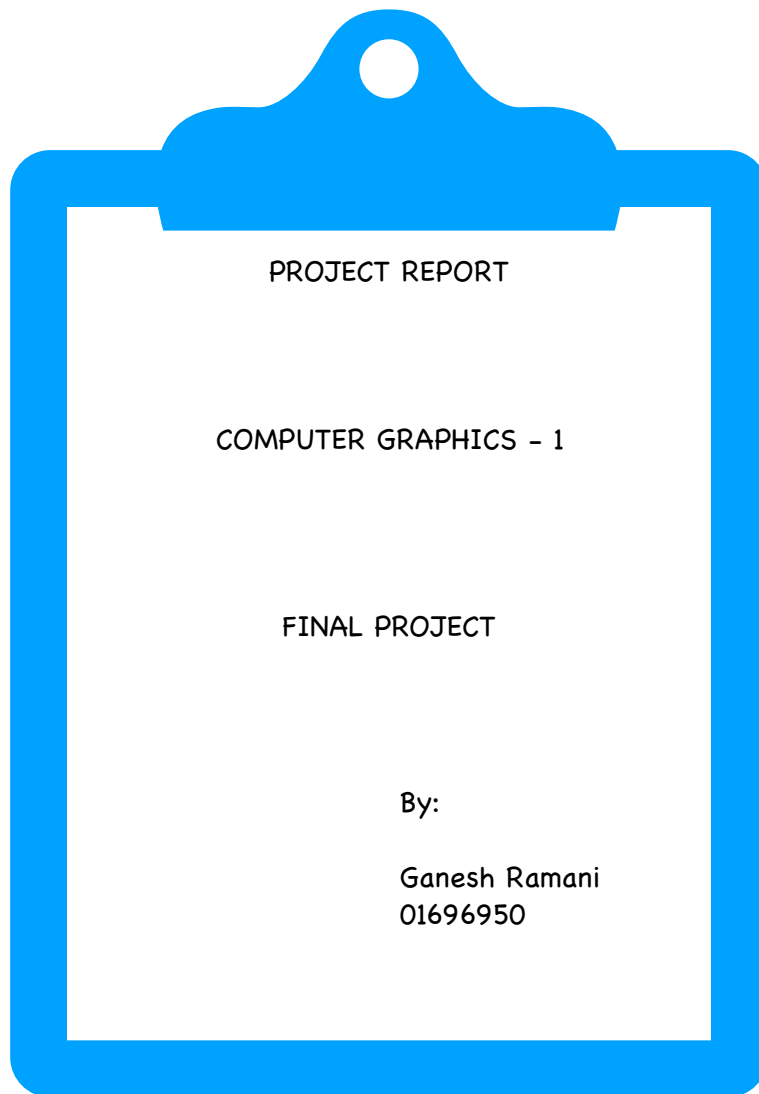 PROJECT REPORT
COMPUTER GRAPHICS - 1
FINAL PROJECT
By:
Ganesh Ramani
01696950